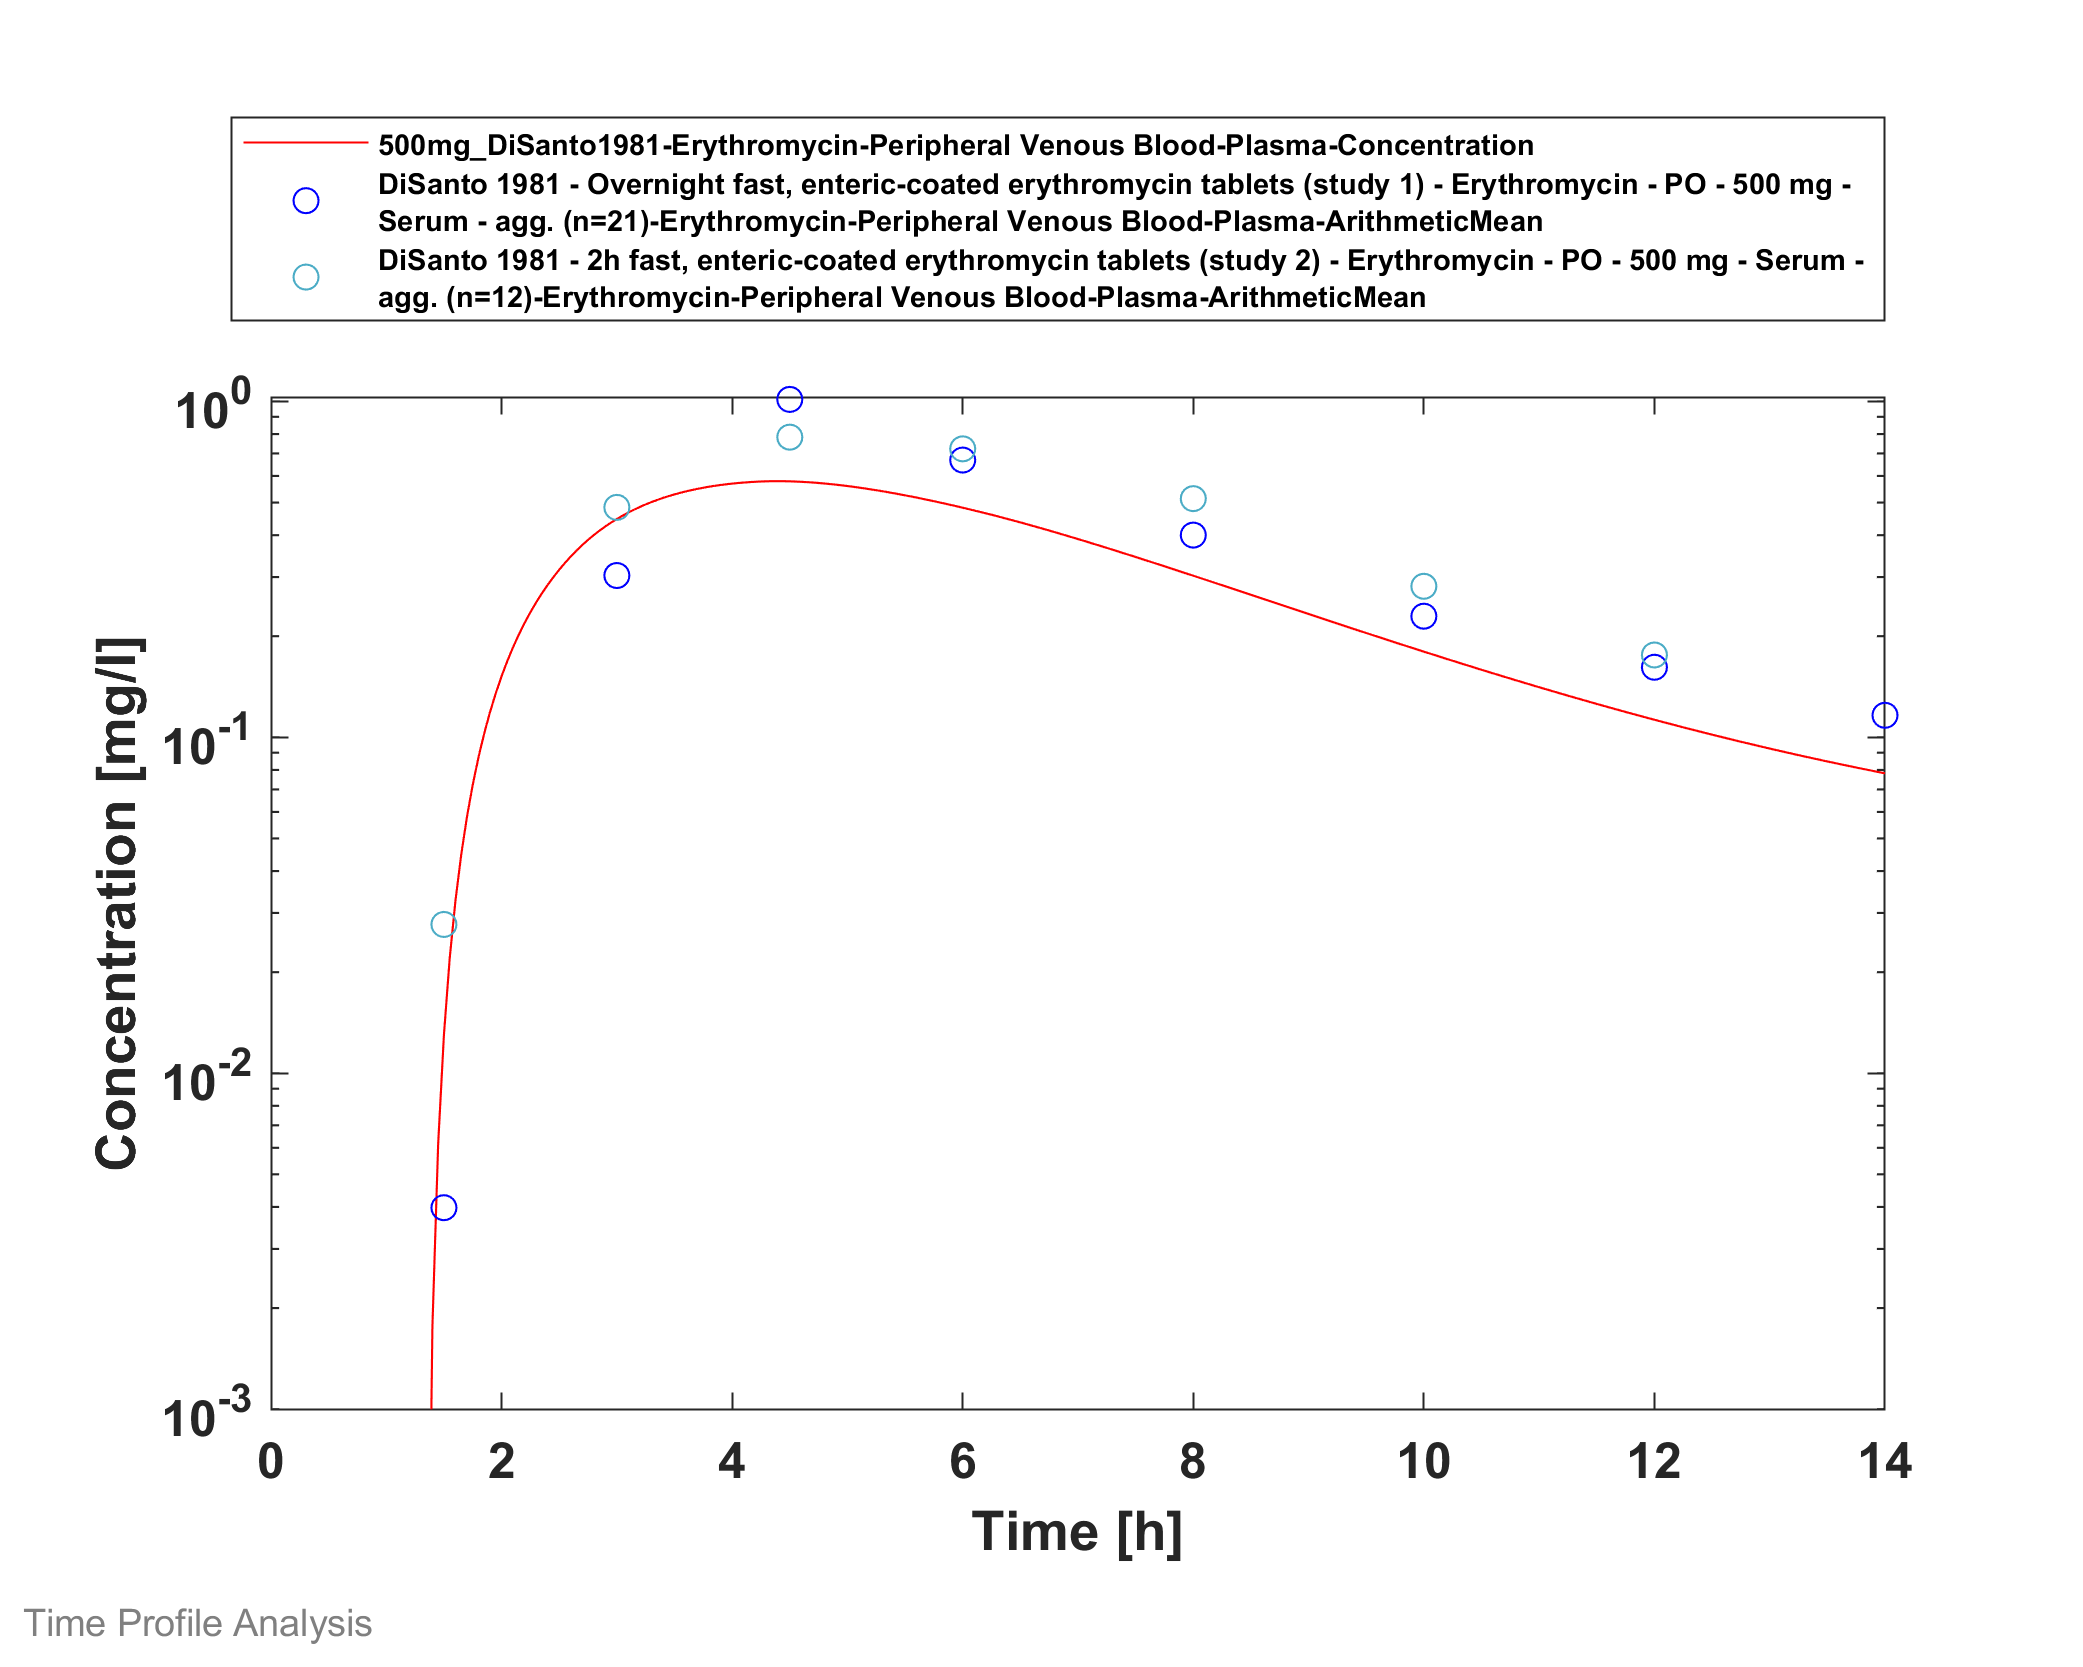 500mg_DiSanto1981-Erythromycin-Peripheral Venous Blood-Plasma-Concentration
DiSanto 1981 - Overnight fast, enteric-coated erythromycin tablets (study 1) - Erythromycin - PO - 500 mg -
Serum - agg. (n=21)-Erythromycin-Peripheral Venous Blood-Plasma-ArithmeticMean
DiSanto 1981 - 2h fast, enteric-coated erythromycin tablets (study 2) - Erythromycin - PO - 500 mg - Serum -
agg. (n=12)-Erythromycin-Peripheral Venous Blood-Plasma-ArithmeticMean
10^0
10^-1
10^-2
10^-3
Concentration [mg/l]
0 2 4 6 8 10 12 14
Time [h]
Time Profile Analysis